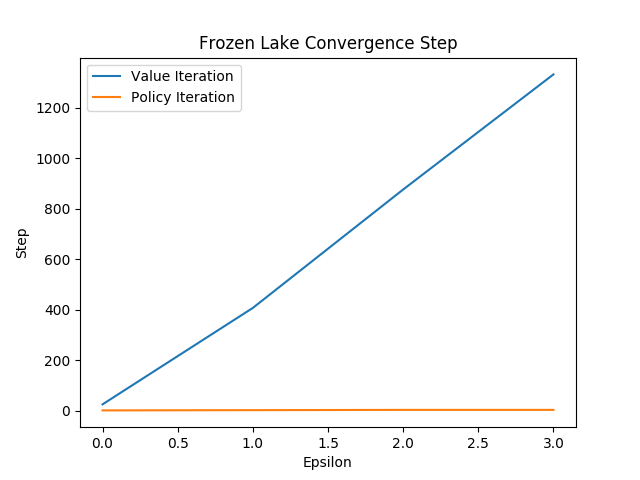 Frozen Lake Convergence Step
Value Iteration
Policy Iteration
Step
1200
1000
800
600
400
200
0
0.0 0.5 1.0 1.5 2.0 2.5 3.0
Epsilon